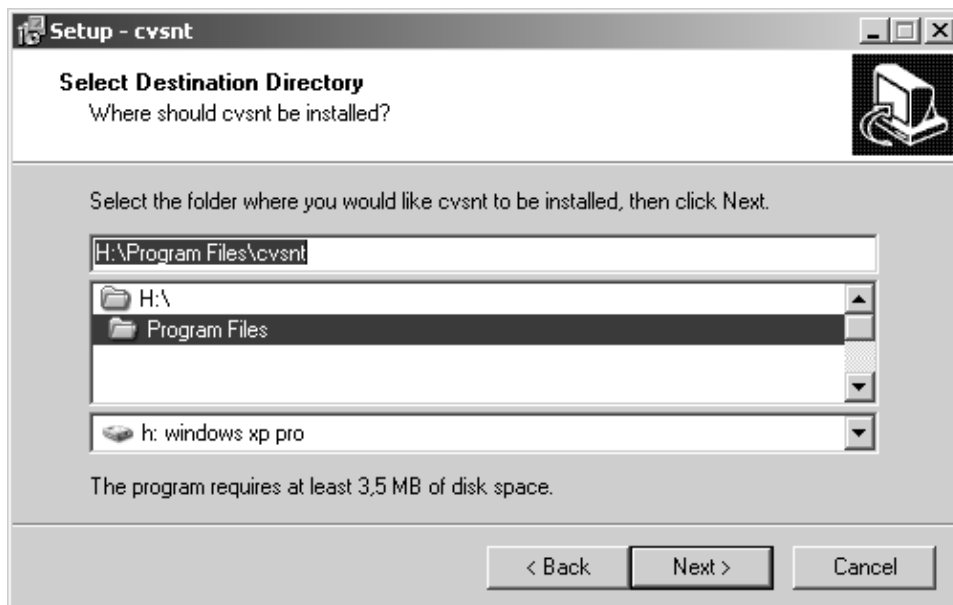 Setup - cvsnt
Select Destination Directory
Where should cvsnt be installed?
Select the folder where you would like cvsnt to be installed, then click Next.
H:\Program Files\cvsnt
H:\
Program Files
h: windows xp pro
The program requires at least 3,5 MB of disk space.
< Back Next > Cancel